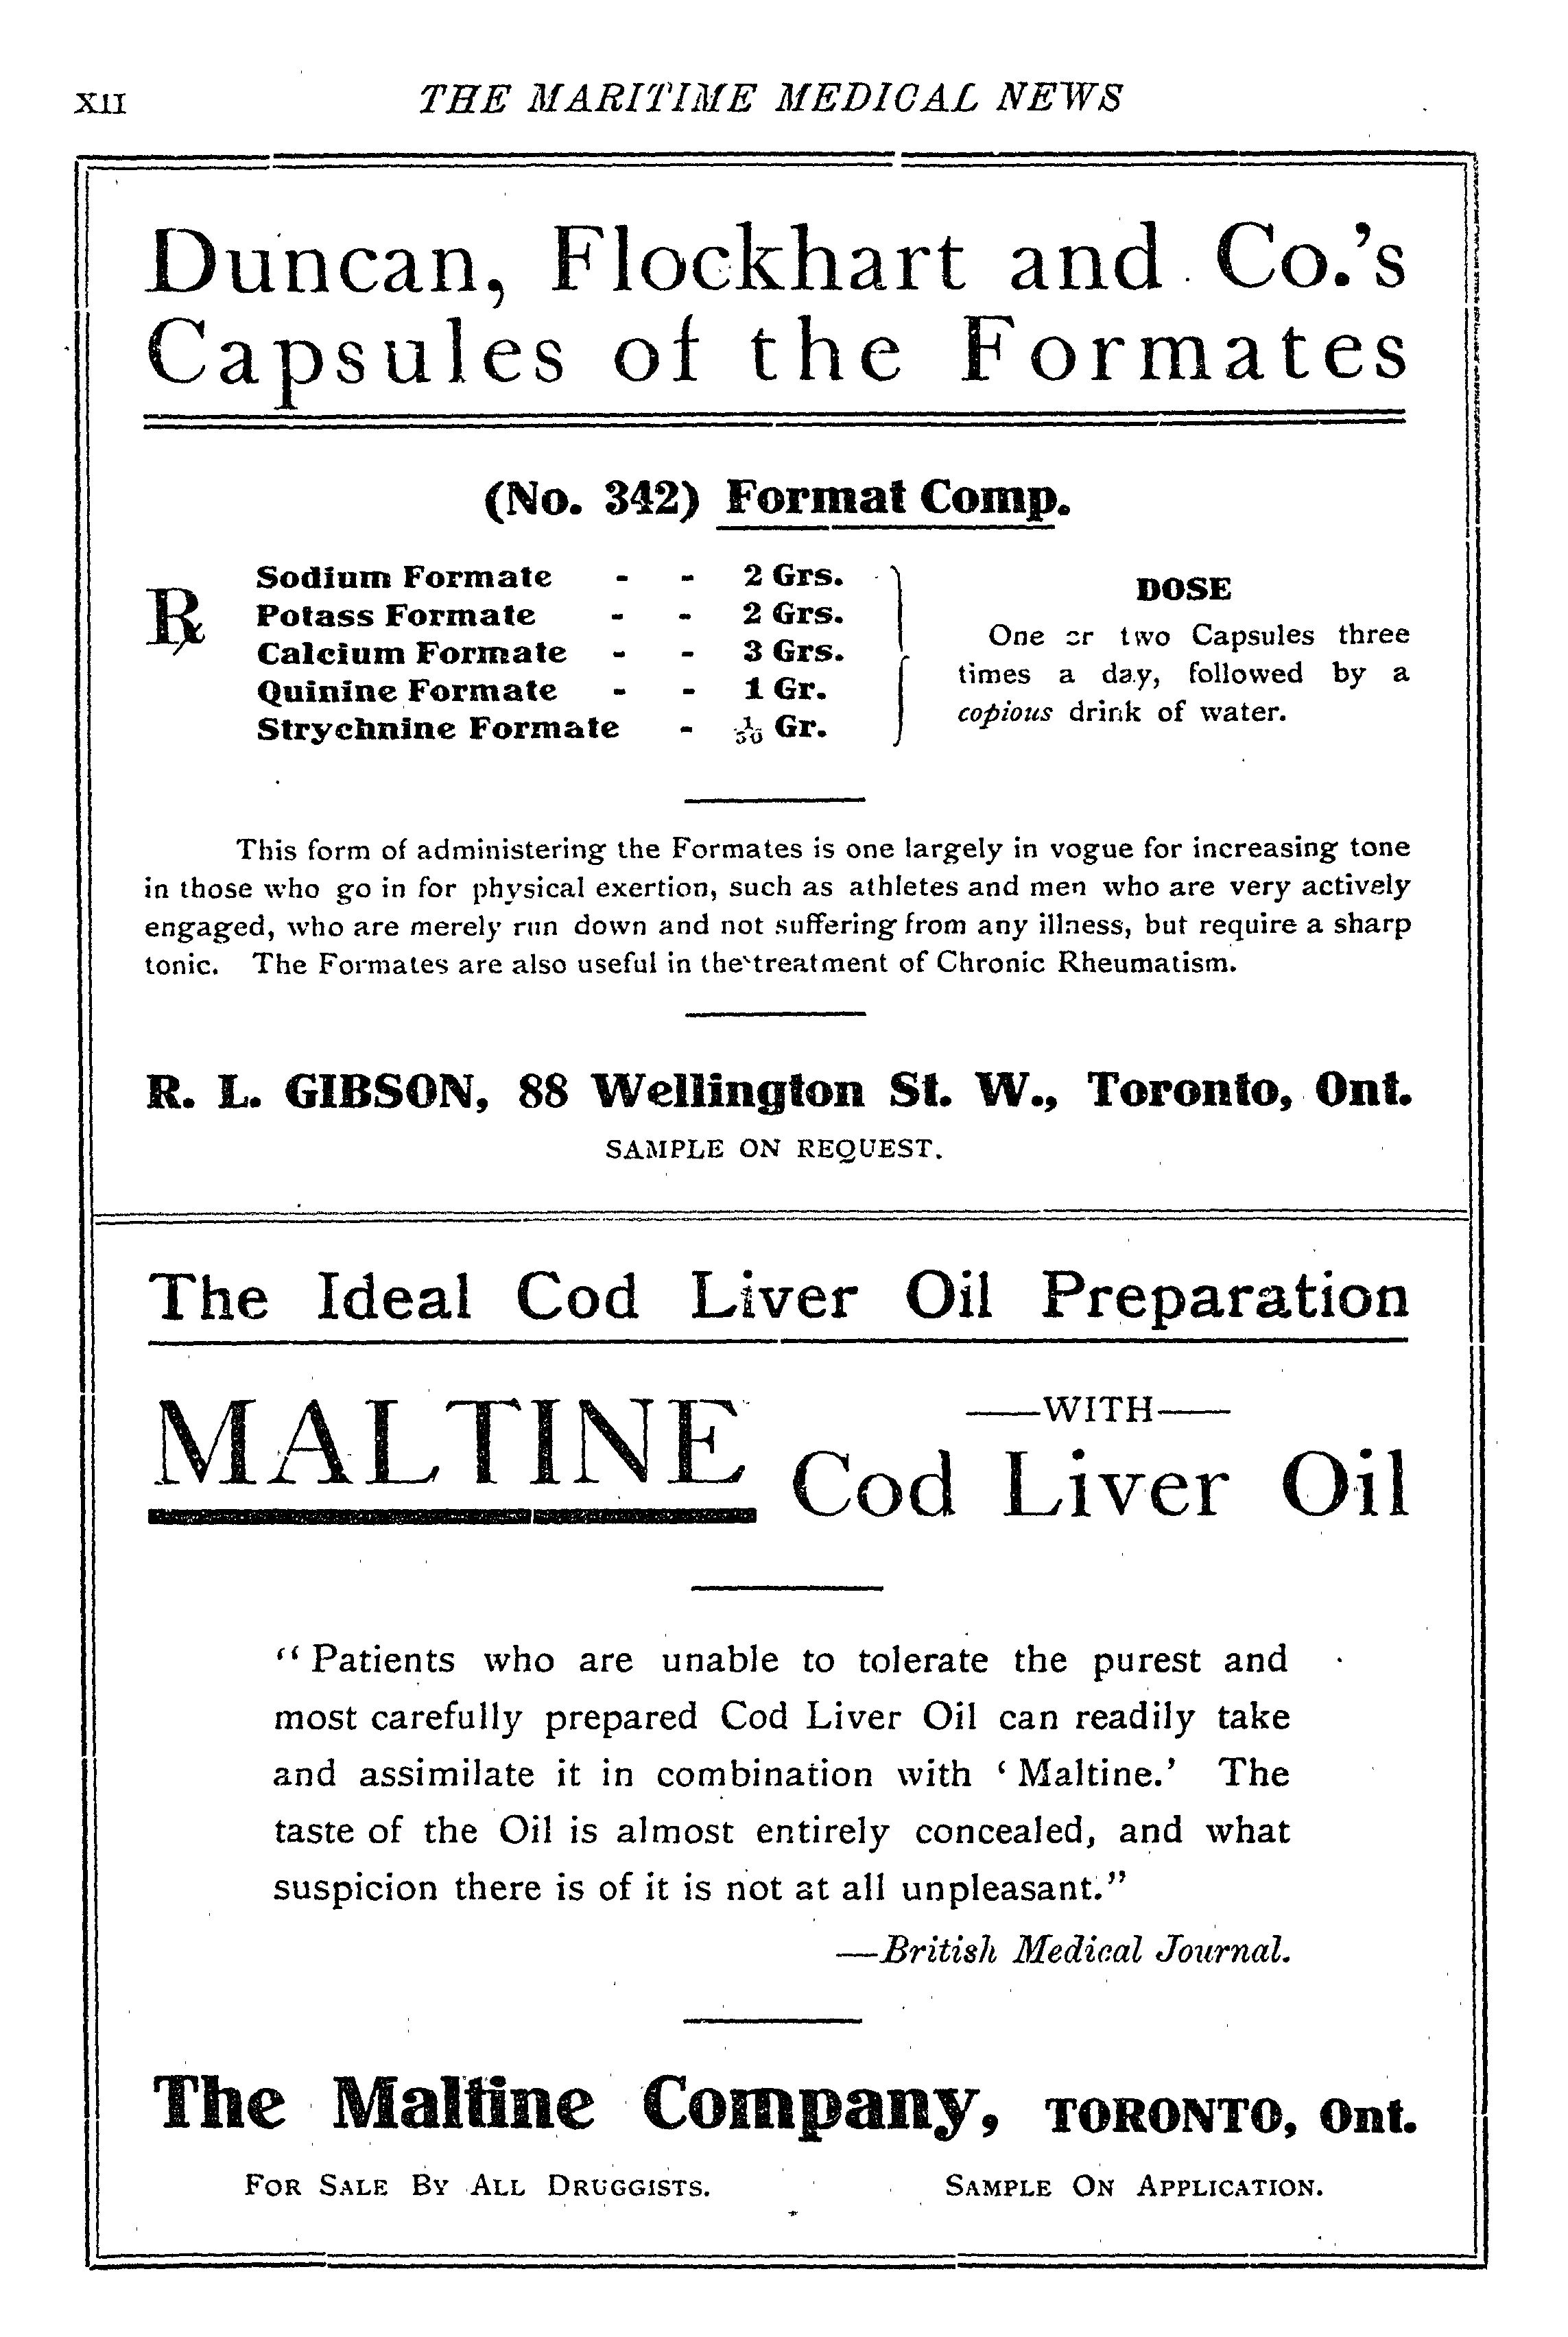 XII
THE MARITIME MEDICAL NEWS
Duncan, Flockhart and Co.'s
Capsules of the Formates
(No. 342) Format Comp.
℞
Sodium Formate - - 2 Grs.
Potass Formate - - 2 Grs.
Calcium Formate - - 3 Grs.
Quinine Formate - - 1 Gr.
Strychnine Formate - 1/50 Gr.
DOSE
One or two Capsules three
times a day, followed by a
copious drink of water.
This form of administering the Formates is one largely in vogue for increasing tone
in those who go in for physical exertion, such as athletes and men who are very actively
engaged, who are merely run down and not suffering from any illness, but require a sharp
tonic. The Formates are also useful in the treatment of Chronic Rheumatism.
R. L. GIBSON, 88 Wellington St. W., Toronto, Ont.
SAMPLE ON REQUEST.
The Ideal Cod Liver Oil Preparation
MALTINE
—WITH—
Cod Liver Oil
"Patients who are unable to tolerate the purest and
most carefully prepared Cod Liver Oil can readily take
and assimilate it in combination with 'Maltine.' The
taste of the Oil is almost entirely concealed, and what
suspicion there is of it is not at all unpleasant."
—British Medical Journal.
The Maltine Company, TORONTO, Ont.
FOR SALE BY ALL DRUGGISTS. SAMPLE ON APPLICATION.